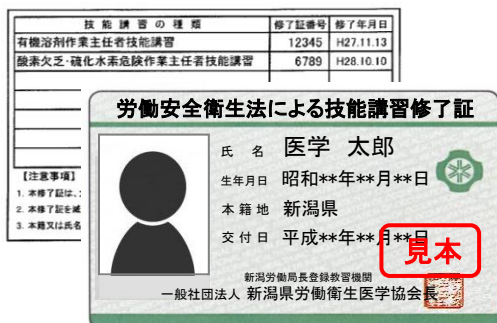 技能講習の種類 修了証番号 修了年月日
有機溶剤作業主任者技能講習 12345 H27.11.13
酸素欠乏・硫化水素危険作業主任者技能講習 6789 H28.10.10
【注意事項】
1. 本修了証は、
2. 本修了証を滅
3. 本籍又は氏名
労働安全衛生法による技能講習修了証
氏 名 医学 太郎
生年月日 昭和**年**月**日
本籍地 新潟県
交付日 平成**年**月**日
見本
新潟労働局長登録教習機関
一般社団法人 新潟県労働衛生医学協会長